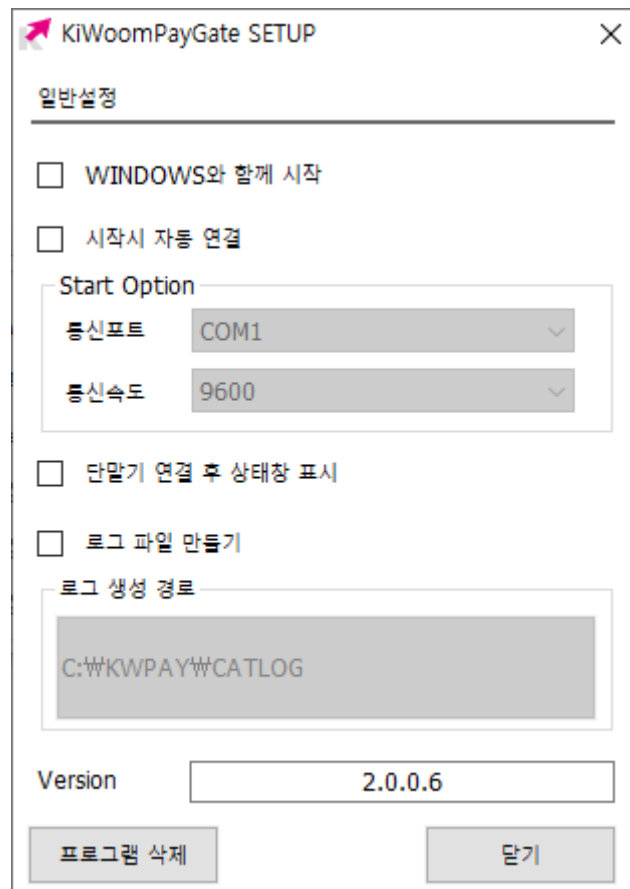 KiWoomPayGate SETUP
일반설정
WINDOWS와 함께 시작
시작시 자동 연결
Start Option
통신포트 COM1
통신속도 9600
단말기 연결 후 상태창 표시
로그 파일 만들기
로그 생성 경로
C:₩KWPAY₩CATLOG
Version 2.0.0.6
프로그램 삭제 닫기